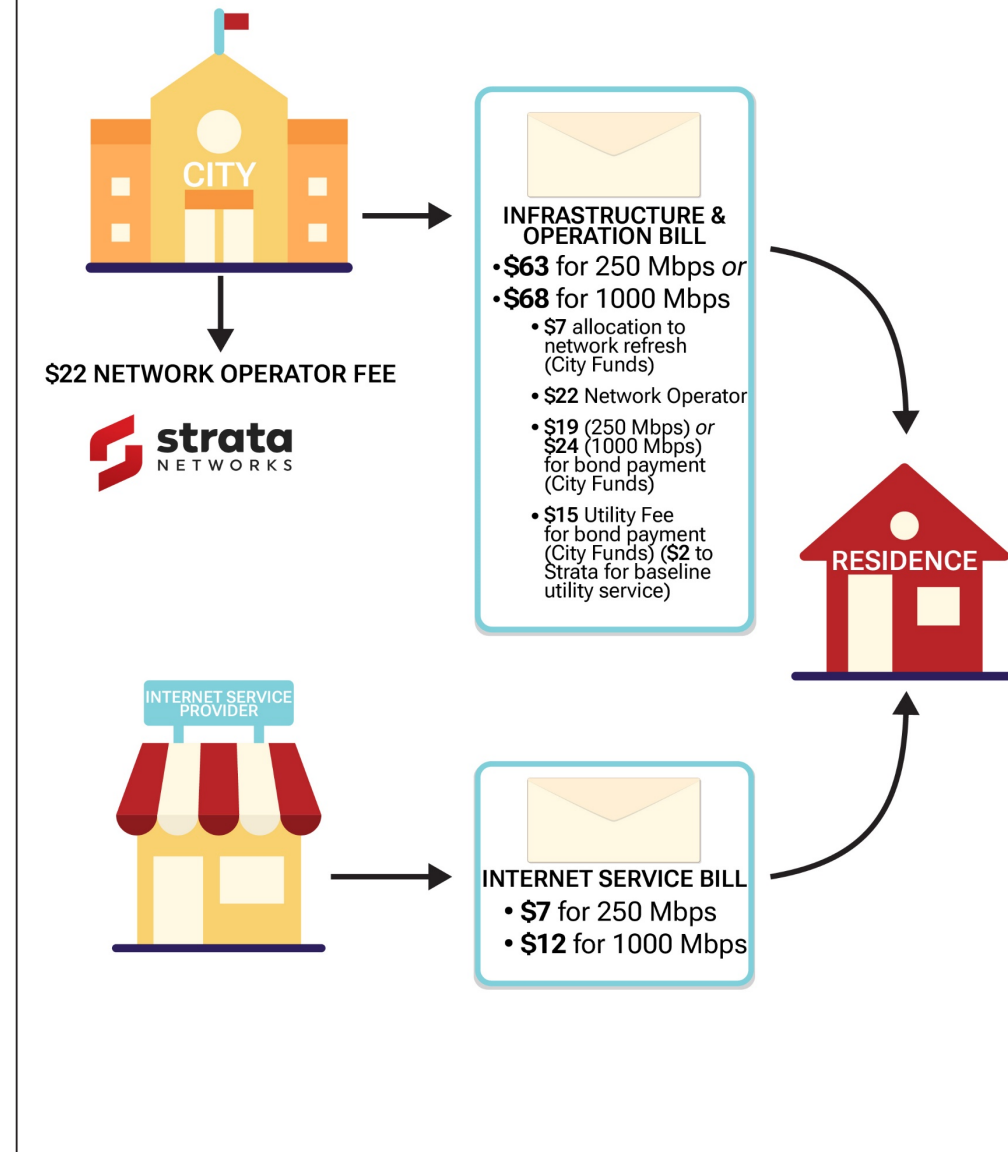 CITY
$22 NETWORK OPERATOR FEE
strata
NETWORKS
INFRASTRUCTURE &
OPERATION BILL
• $63 for 250 Mbps or
• $68 for 1000 Mbps
• $7 allocation to
network refresh
(City Funds)
• $22 Network Operator
• $19 (250 Mbps) or
$24 (1000 Mbps)
for bond payment
(City Funds)
• $15 Utility Fee
for bond payment
(City Funds) ($2 to
Strata for baseline
utility service)
RESIDENCE
INTERNET SERVICE
PROVIDER
INTERNET SERVICE BILL
• $7 for 250 Mbps
• $12 for 1000 Mbps